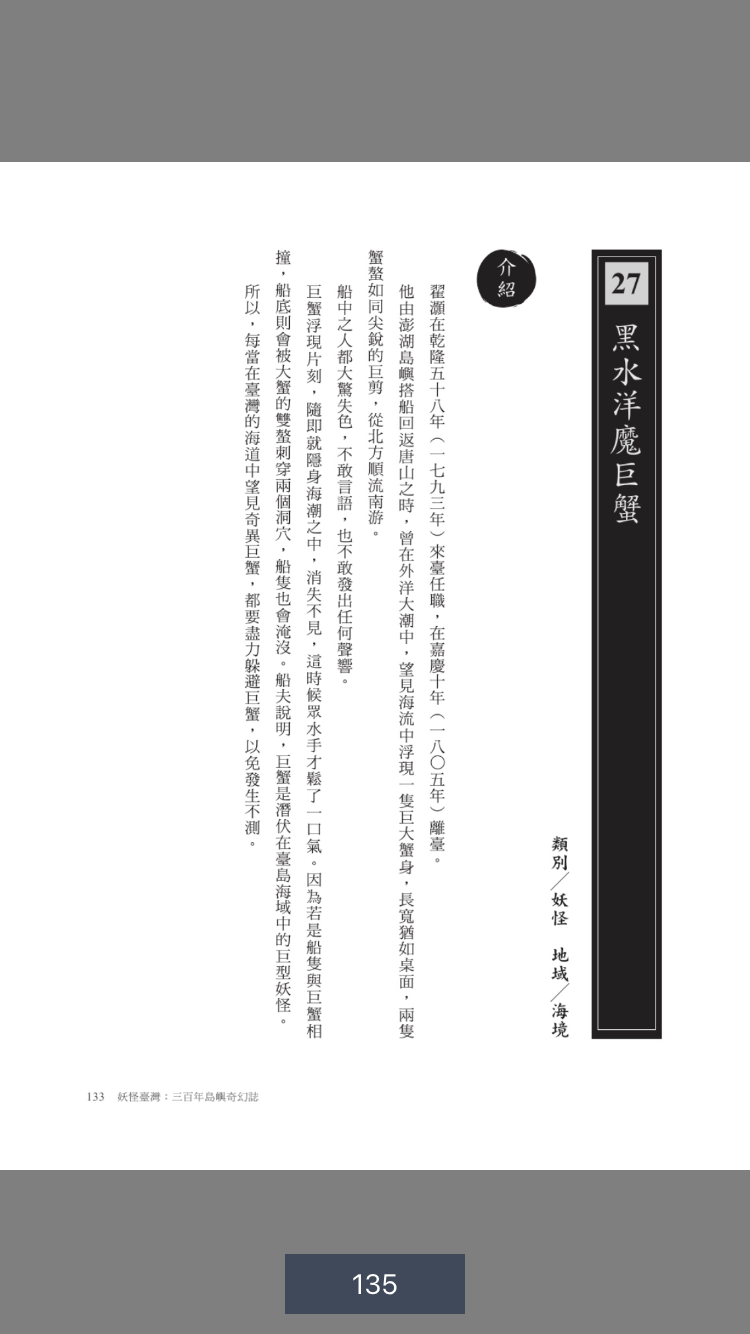 27
黑水洋魔巨蟹
類別／妖怪　地域／海境
介紹
翟灝在乾隆五十八年（一七九三年）來臺任職，在嘉慶十年（一八〇五年）離臺。
他由澎湖島嶼搭船回返唐山之時，曾在外洋大潮中，望見海流中浮現一隻巨大蟹身，長寬猶如桌面，兩隻
蟹螯如同尖銳的巨剪，從北方順流南游。
船中之人都大驚失色，不敢言語，也不敢發出任何聲響。
巨蟹浮現片刻，隨即就隱身海潮之中，消失不見，這時候眾水手才鬆了一口氣。因為若是船隻與巨蟹相
撞，船底則會被大蟹的雙螯刺穿兩個洞穴，船隻也會淹沒。船夫說明，巨蟹是潛伏在臺島海域中的巨型妖怪。
所以，每當在臺灣的海道中望見奇異巨蟹，都要盡力躲避巨蟹，以免發生不測。
133　妖怪臺灣：三百年島嶼奇幻誌
135